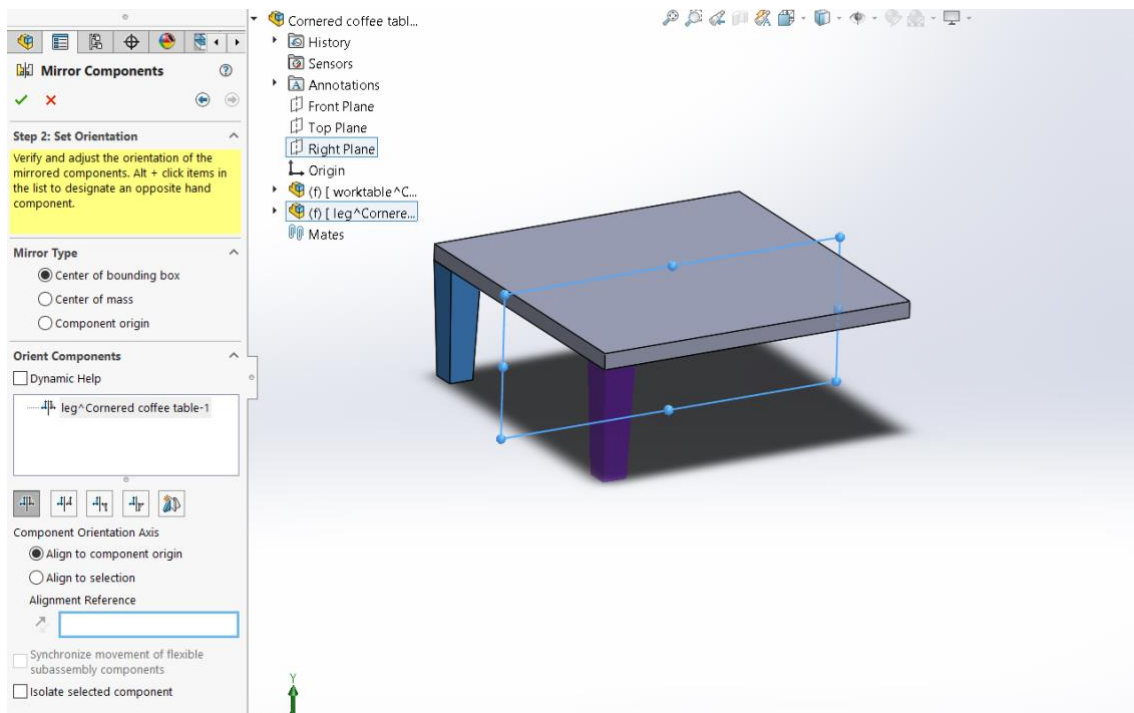 Mirror Components
Step 2: Set Orientation
Verify and adjust the orientation of the
mirrored components. Alt + click items in
the list to designate an opposite hand
component.
Mirror Type
Center of bounding box
Center of mass
Component origin
Orient Components
Dynamic Help
leg^Cornered coffee table-1
Component Orientation Axis
Align to component origin
Align to selection
Alignment Reference
Synchronize movement of flexible
subassembly components
Isolate selected component
Cornered coffee tabl...
History
Sensors
Annotations
Front Plane
Top Plane
Right Plane
Origin
(f) [ worktable^C...
(f) [ leg^Cornere...
Mates
Y